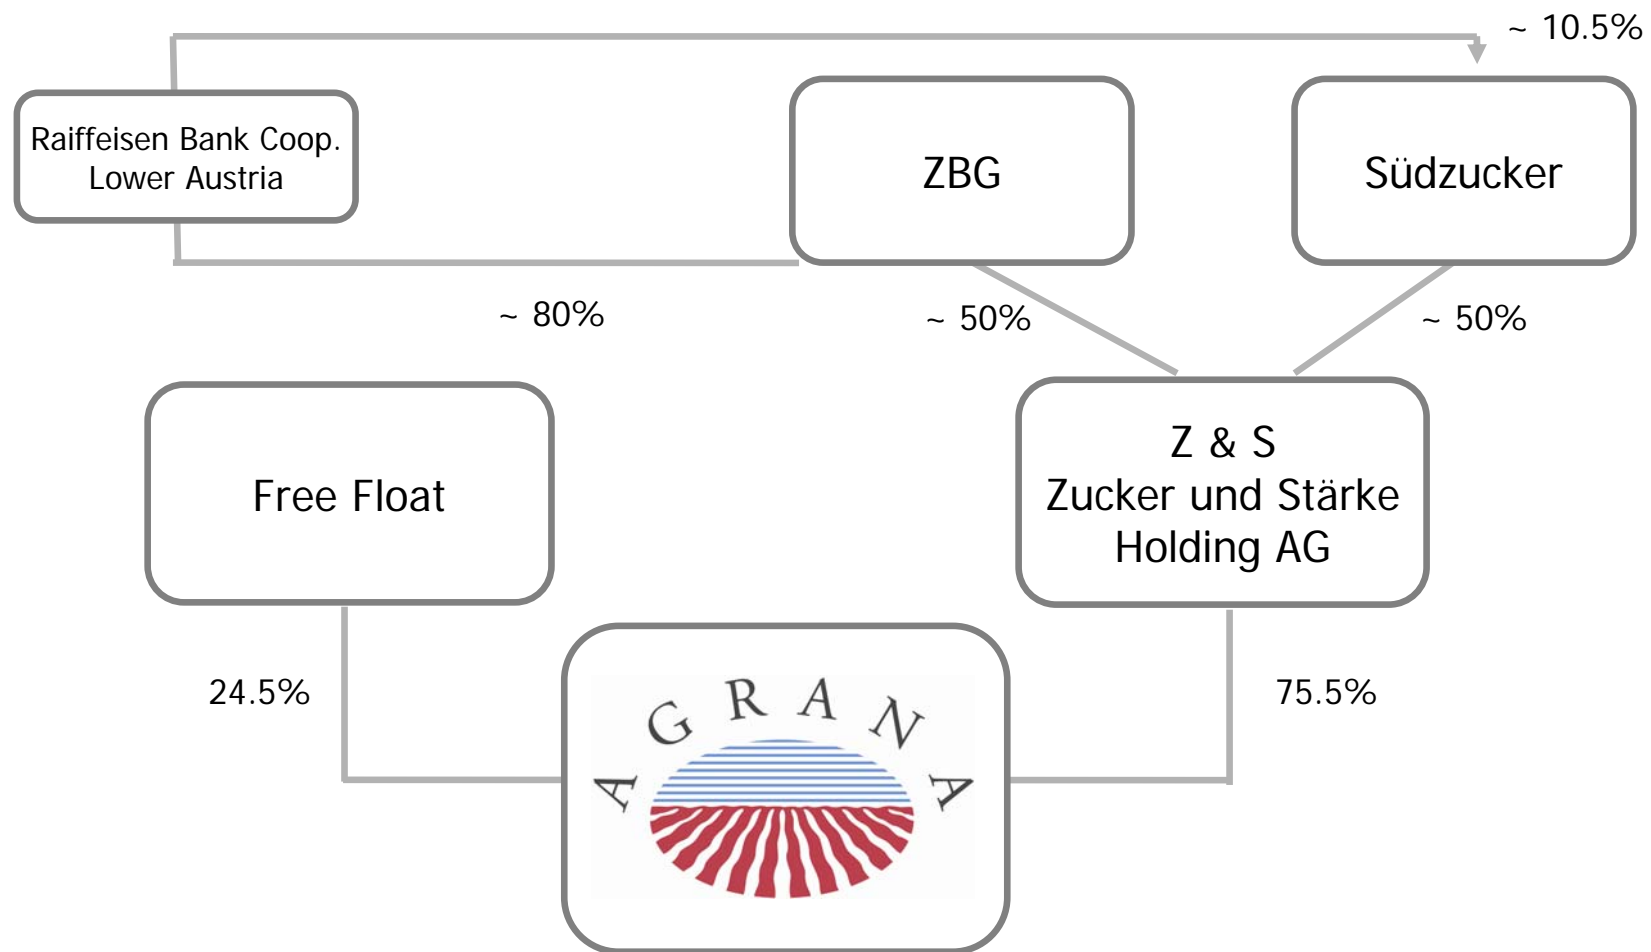 ~ 10.5%
Raiffeisen Bank Coop.
Lower Austria
ZBG
Südzucker
~ 80%
~ 50%
~ 50%
Free Float
Z & S
Zucker und Stärke
Holding AG
24.5%
75.5%
AGRANA